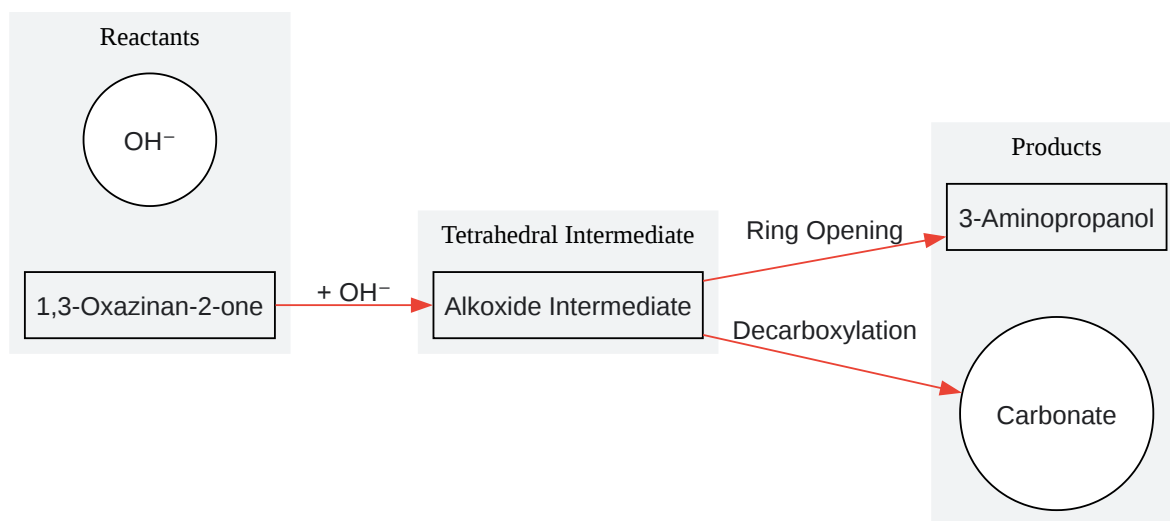 Reactants
OH⁻
1,3-Oxazinan-2-one
+ OH⁻
Tetrahedral Intermediate
Alkoxide Intermediate
Ring Opening
Decarboxylation
Products
3-Aminopropanol
Carbonate